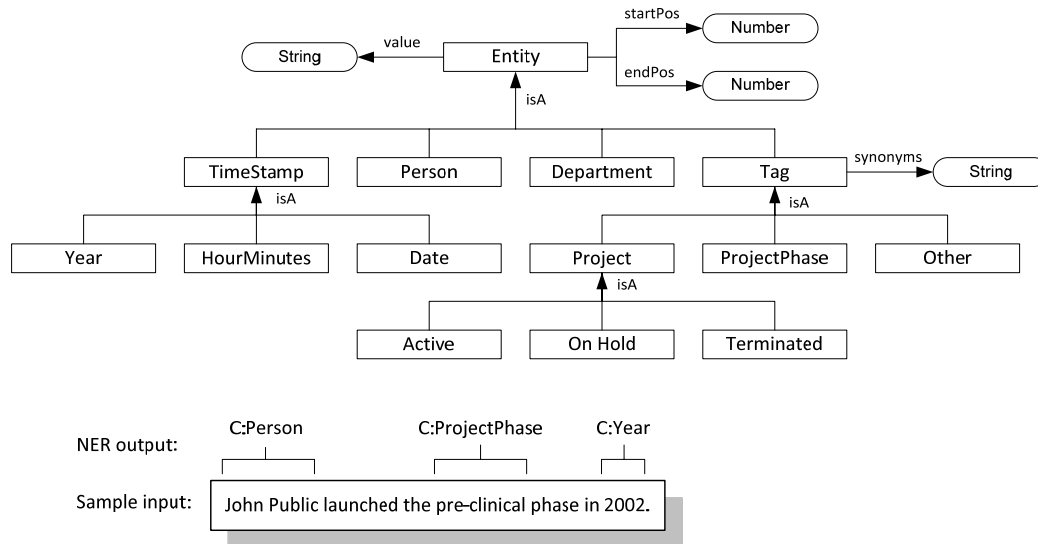 startPos
Number
value
String
Entity
endPos
Number
isA
TimeStamp
Person
Department
Tag
synonyms
String
isA
isA
Year
HourMinutes
Date
Project
ProjectPhase
Other
isA
Active
On Hold
Terminated
C:Person
C:ProjectPhase
C:Year
NER output:
Sample input:
John Public launched the pre-clinical phase in 2002.